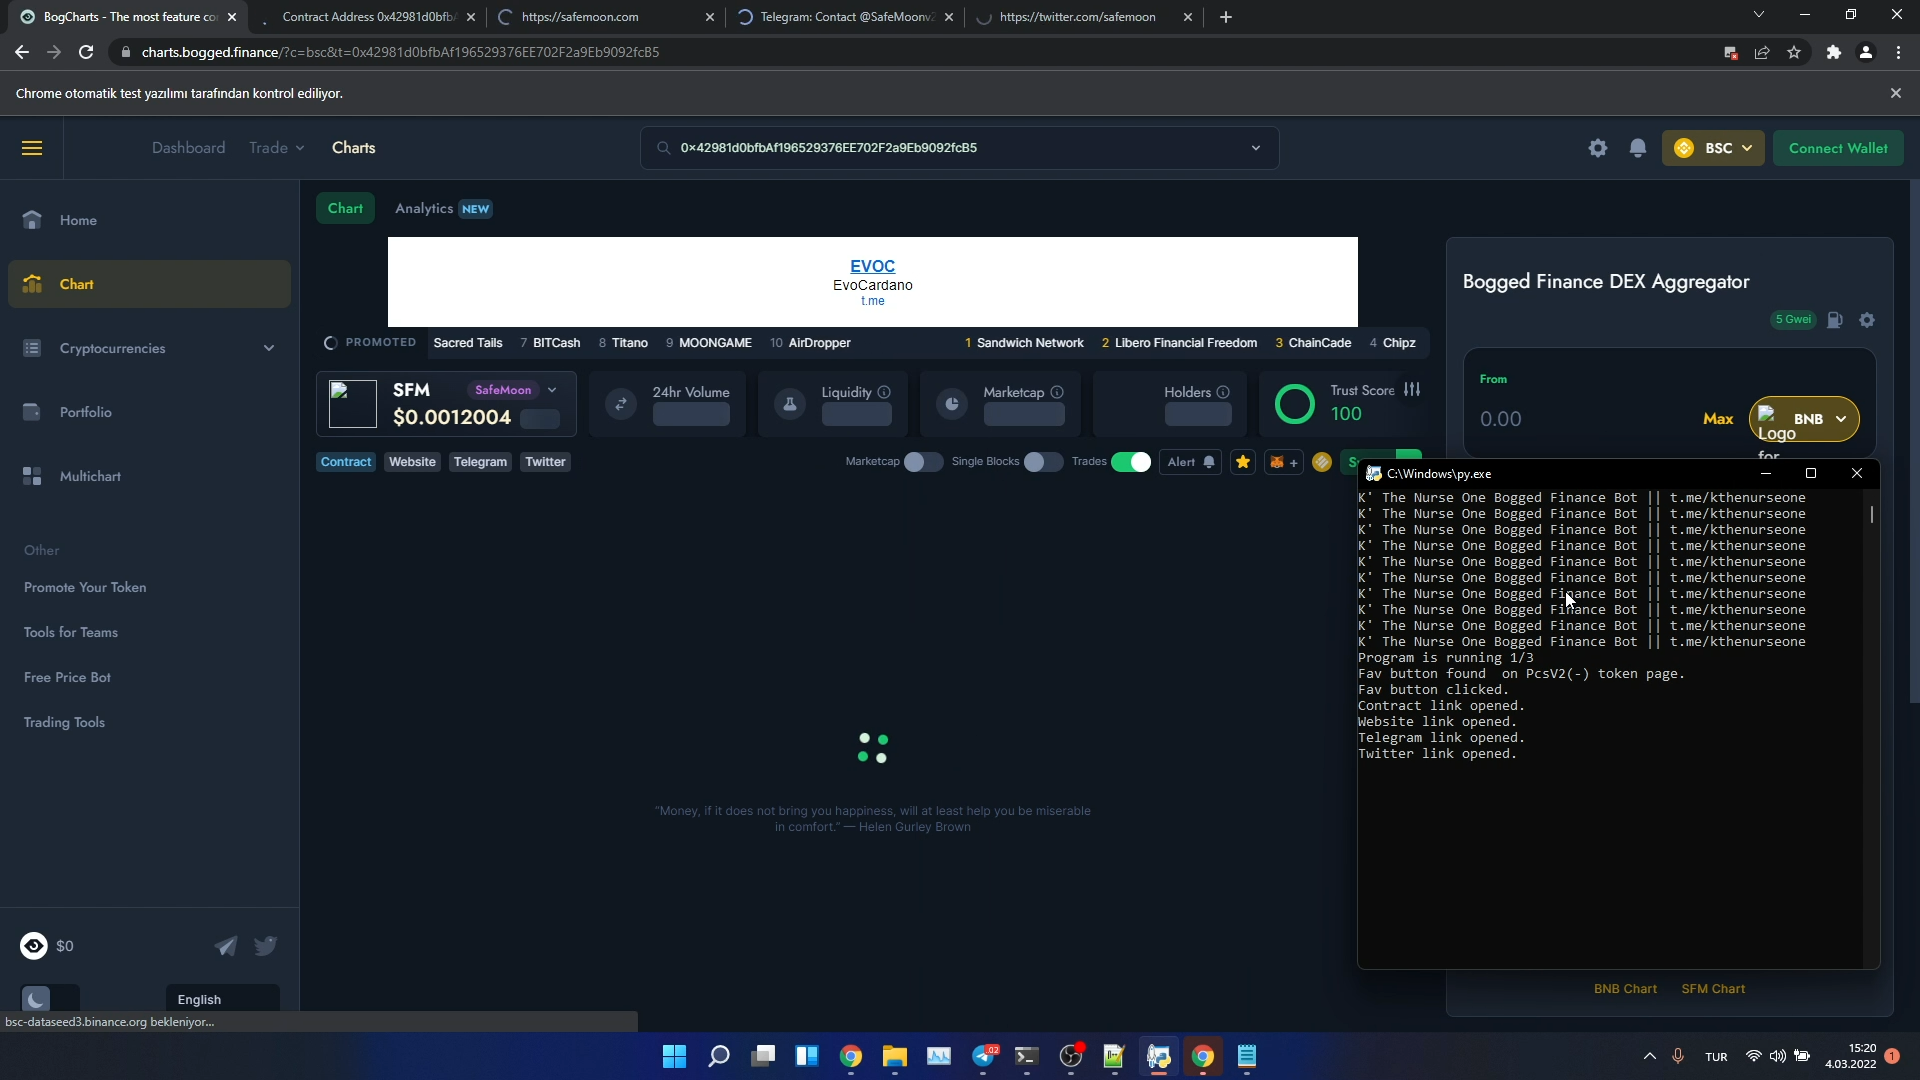 BogCharts - The most feature co
Contract Address 0x42981d0bfb
https://safemoon.com
Telegram: Contact @SafeMoonv2
https://twitter.com/safemoon
charts.bogged.finance/?c=bsc&t=0x42981d0bfbAf196529376EE702F2a9Eb9092fcB5
Chrome otomatik test yazılımı tarafından kontrol ediliyor.
Dashboard
Trade
Charts
0x42981d0bfbAf196529376EE702F2a9Eb9092fcB5
BSC
Connect Wallet
Home
Chart
Cryptocurrencies
Portfolio
Multichart
Other
Promote Your Token
Tools for Teams
Free Price Bot
Trading Tools
$0
English
bsc-dataseed3.binance.org bekleniyor...
Chart
Analytics NEW
EVOC
EvoCardano
t.me
PROMOTED
Sacred Tails 7 BITCash 8 Titano 9 MOONGAME 10 AirDropper 1 Sandwich Network 2 Libero Financial Freedom 3 ChainCade 4 Chipz
SFM SafeMoon
$0.0012004
24hr Volume
Liquidity
Marketcap
Holders
Trust Score
100
Contract Website Telegram Twitter
Marketcap Single Blocks Trades Alert
"Money, if it does not bring you happiness, will at least help you be miserable
in comfort." — Helen Gurley Brown
Bogged Finance DEX Aggregator
5 Gwei
From
0.00
Max
Logo
for
BNB
C:\Windows\py.exe
K' The Nurse One Bogged Finance Bot || t.me/kthenurseone
K' The Nurse One Bogged Finance Bot || t.me/kthenurseone
K' The Nurse One Bogged Finance Bot || t.me/kthenurseone
K' The Nurse One Bogged Finance Bot || t.me/kthenurseone
K' The Nurse One Bogged Finance Bot || t.me/kthenurseone
K' The Nurse One Bogged Finance Bot || t.me/kthenurseone
K' The Nurse One Bogged Finance Bot || t.me/kthenurseone
K' The Nurse One Bogged Finance Bot || t.me/kthenurseone
K' The Nurse One Bogged Finance Bot || t.me/kthenurseone
K' The Nurse One Bogged Finance Bot || t.me/kthenurseone
Program is running 1/3
Fav button found on PcsV2(-) token page.
Fav button clicked.
Contract link opened.
Website link opened.
Telegram link opened.
Twitter link opened.
BNB Chart
SFM Chart
02
TUR
15:20
4.03.2022
1